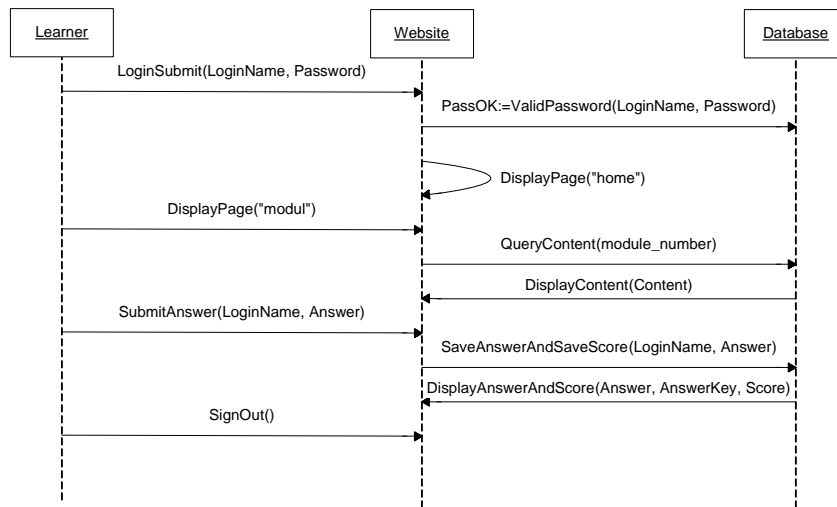 Learner
Website
Database
LoginSubmit(LoginName, Password)
PassOK:=ValidPassword(LoginName, Password)
DisplayPage("home")
DisplayPage("modul")
QueryContent(module_number)
DisplayContent(Content)
SubmitAnswer(LoginName, Answer)
SaveAnswerAndSaveScore(LoginName, Answer)
DisplayAnswerAndScore(Answer, AnswerKey, Score)
SignOut()